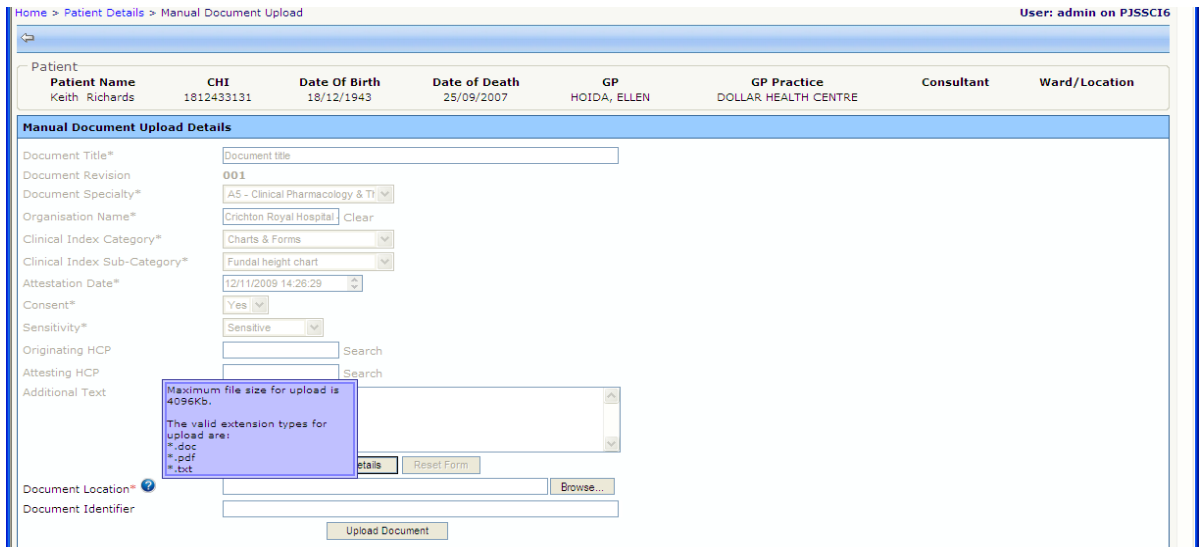 Home > Patient Details > Manual Document Upload User: admin on PJSSCI6
Patient
Patient Name CHI Date Of Birth Date of Death GP GP Practice Consultant Ward/Location
Keith Richards 1812433131 18/12/1943 25/09/2007 HOIDA, ELLEN DOLLAR HEALTH CENTRE
Manual Document Upload Details
Document Title* Document title
Document Revision 001
Document Specialty* A5 - Clinical Pharmacology & Th
Organisation Name* Crichton Royal Hospital - Clear
Clinical Index Category* Charts & Forms
Clinical Index Sub-Category* Fundal height chart
Attestation Date* 12/11/2009 14:26:29
Consent* Yes
Sensitivity* Sensitive
Originating HCP Search
Attesting HCP Search
Additional Text
Maximum file size for upload is
4096Kb.
The valid extension types for
upload are:
*.doc
*.pdf
*.txt
etails Reset Form
Document Location* ? Browse...
Document Identifier
Upload Document